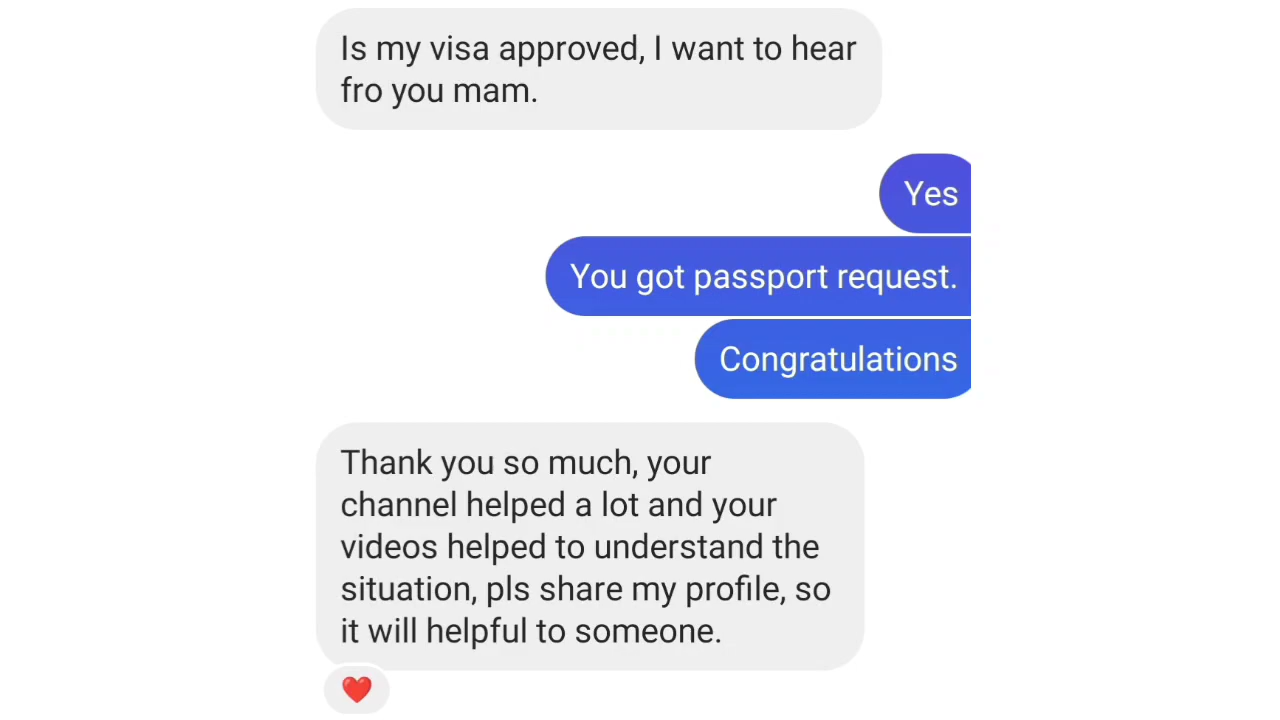 Is my visa approved, I want to hear
fro you mam.
Yes
You got passport request.
Congratulations
Thank you so much, your
channel helped a lot and your
videos helped to understand the
situation, pls share my profile, so
it will helpful to someone.